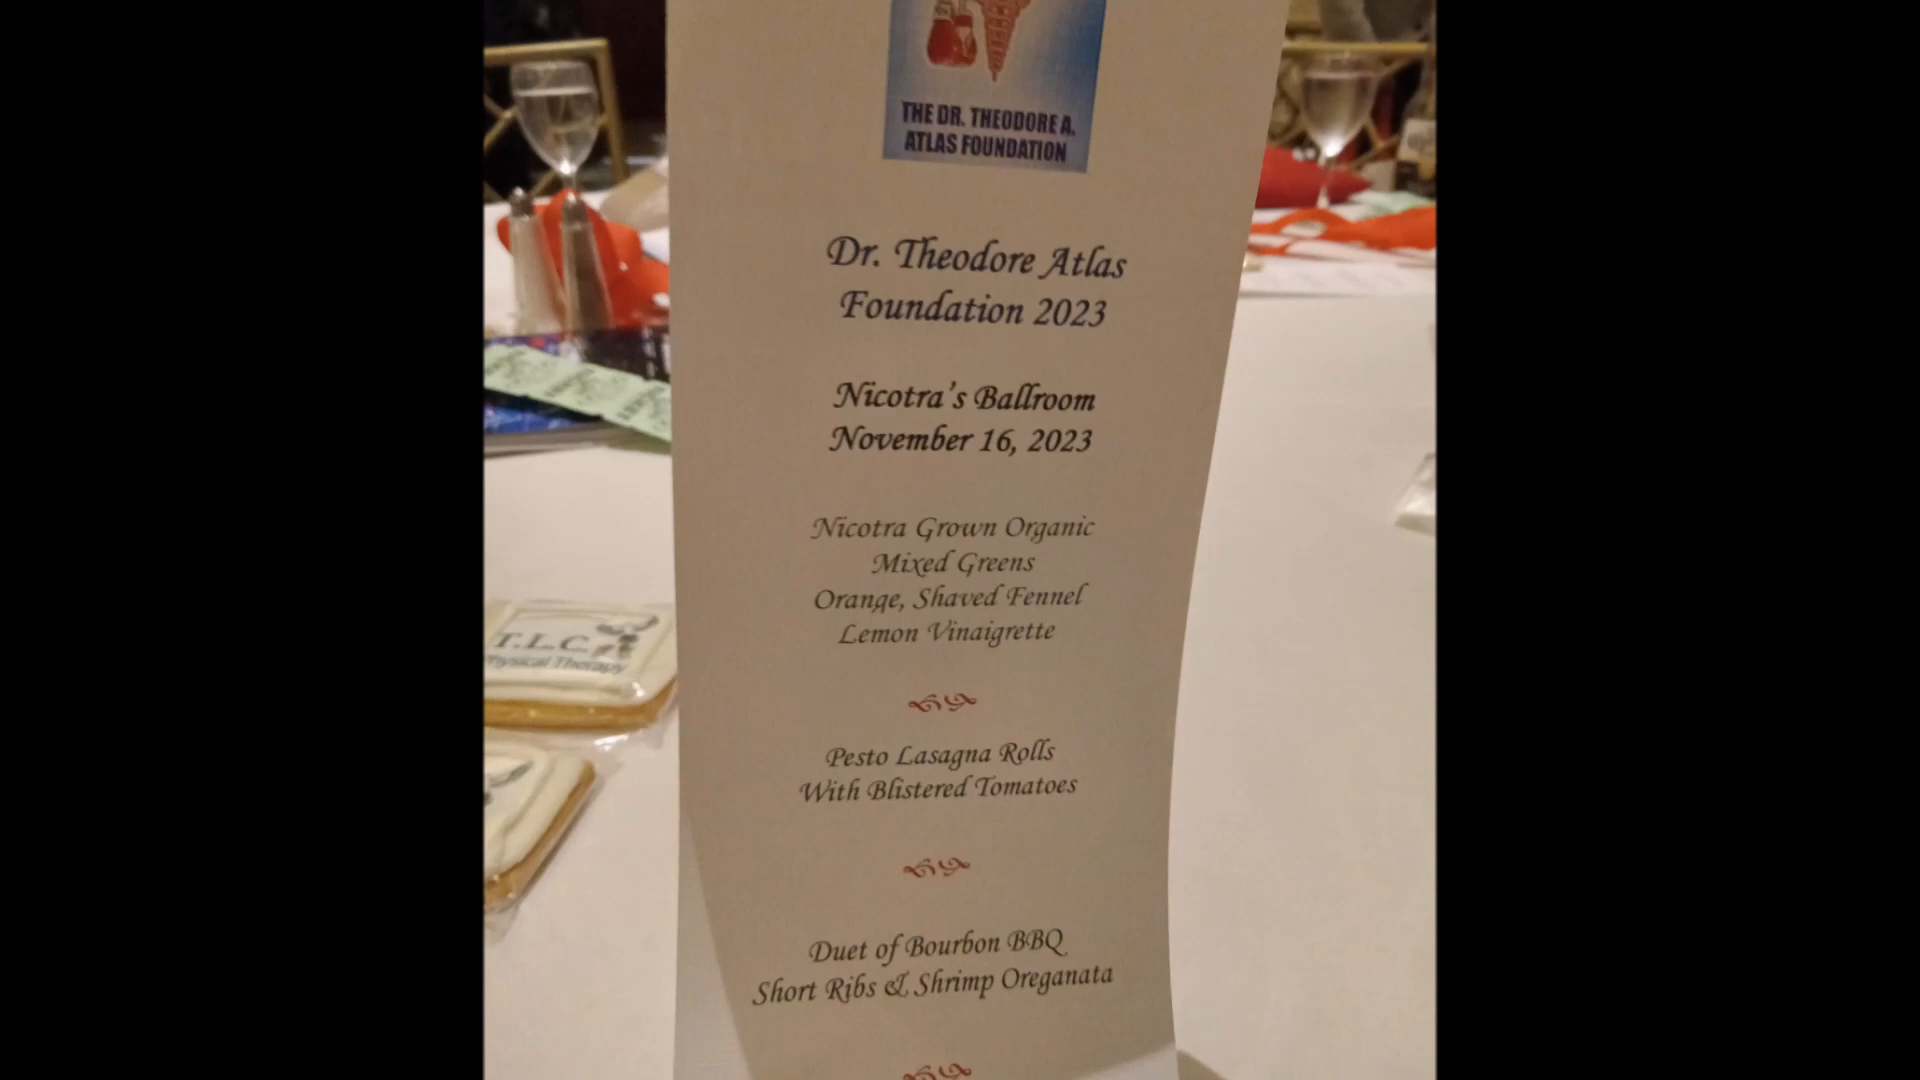 THE DR. THEODORE A.
ATLAS FOUNDATION
Dr. Theodore Atlas
Foundation 2023
Nicotra's Ballroom
November 16, 2023
Nicotra Grown Organic
Mixed Greens
Orange, Shaved Fennel
Lemon Vinaigrette
Pesto Lasagna Rolls
With Blistered Tomatoes
Duet of Bourbon BBQ
Short Ribs & Shrimp Oreganata
T.L.C.
Physical Therapy